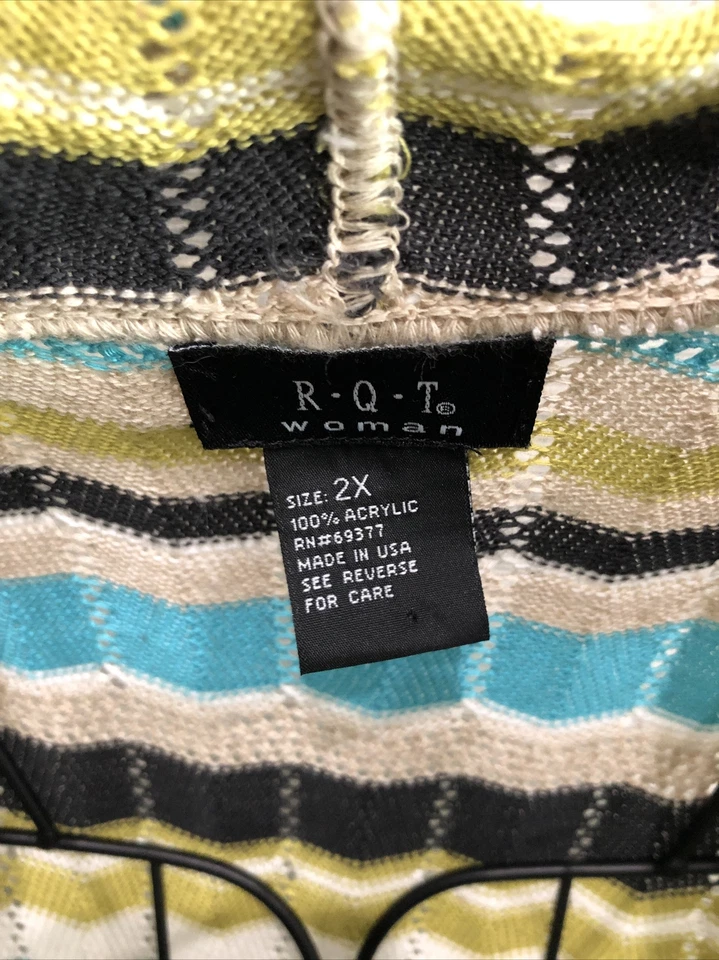 R·Q·T®
woman
SIZE: 2X
100% ACRYLIC
RN#69377
MADE IN USA
SEE REVERSE
FOR CARE